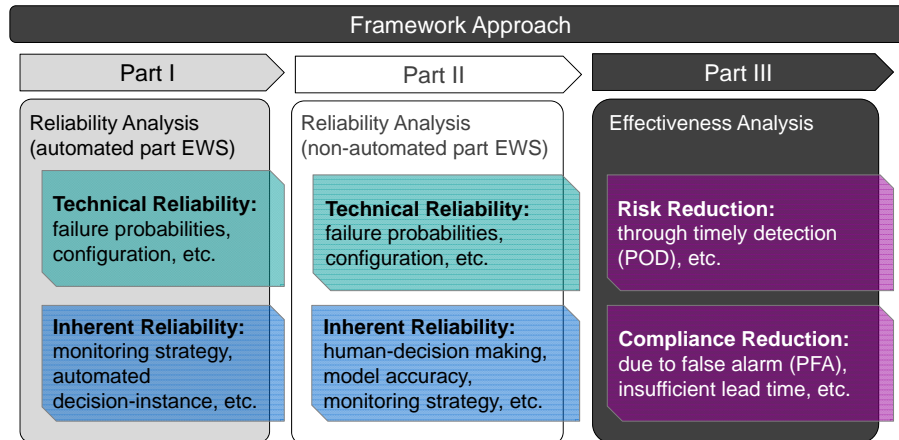 Framework Approach
Part I
Part II
Part III
Reliability Analysis
(automated part EWS)
Technical Reliability:
failure probabilities,
configuration, etc.
Inherent Reliability:
monitoring strategy,
automated
decision-instance, etc.
Reliability Analysis
(non-automated part EWS)
Technical Reliability:
failure probabilities,
configuration, etc.
Inherent Reliability:
human-decision making,
model accuracy,
monitoring strategy, etc.
Effectiveness Analysis
Risk Reduction:
through timely detection
(POD), etc.
Compliance Reduction:
due to false alarm (PFA),
insufficient lead time, etc.